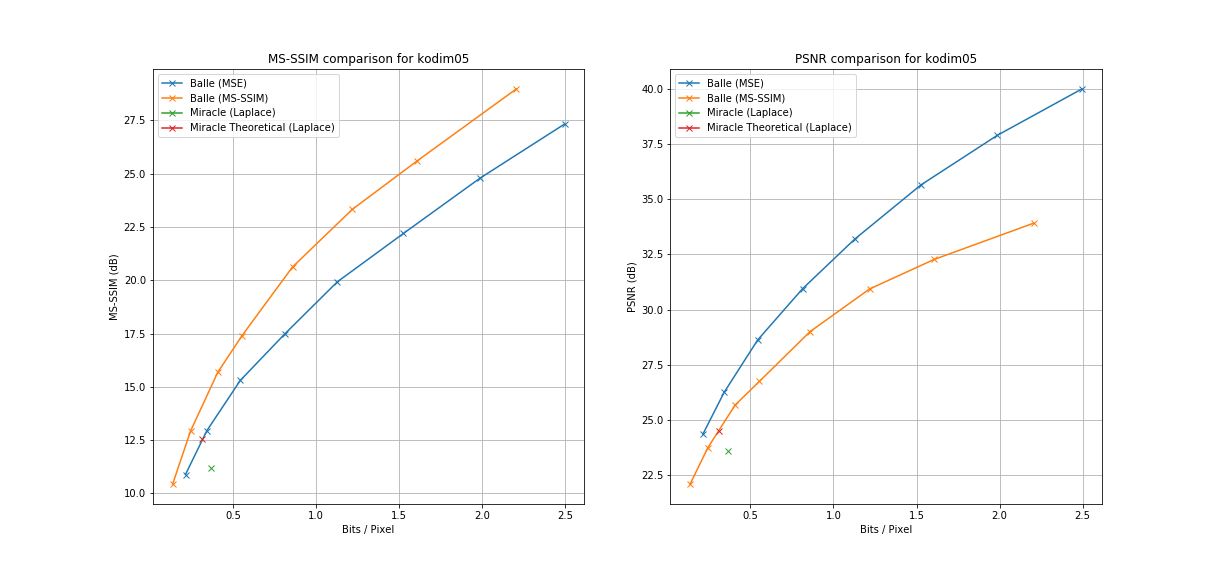 MS-SSIM comparison for kodim05
Balle (MSE)
Balle (MS-SSIM)
Miracle (Laplace)
Miracle Theoretical (Laplace)
MS-SSIM (dB)
27.5
25.0
22.5
20.0
17.5
15.0
12.5
10.0
0.5 1.0 1.5 2.0 2.5
Bits / Pixel
PSNR comparison for kodim05
Balle (MSE)
Balle (MS-SSIM)
Miracle (Laplace)
Miracle Theoretical (Laplace)
PSNR (dB)
40.0
37.5
35.0
32.5
30.0
27.5
25.0
22.5
0.5 1.0 1.5 2.0 2.5
Bits / Pixel